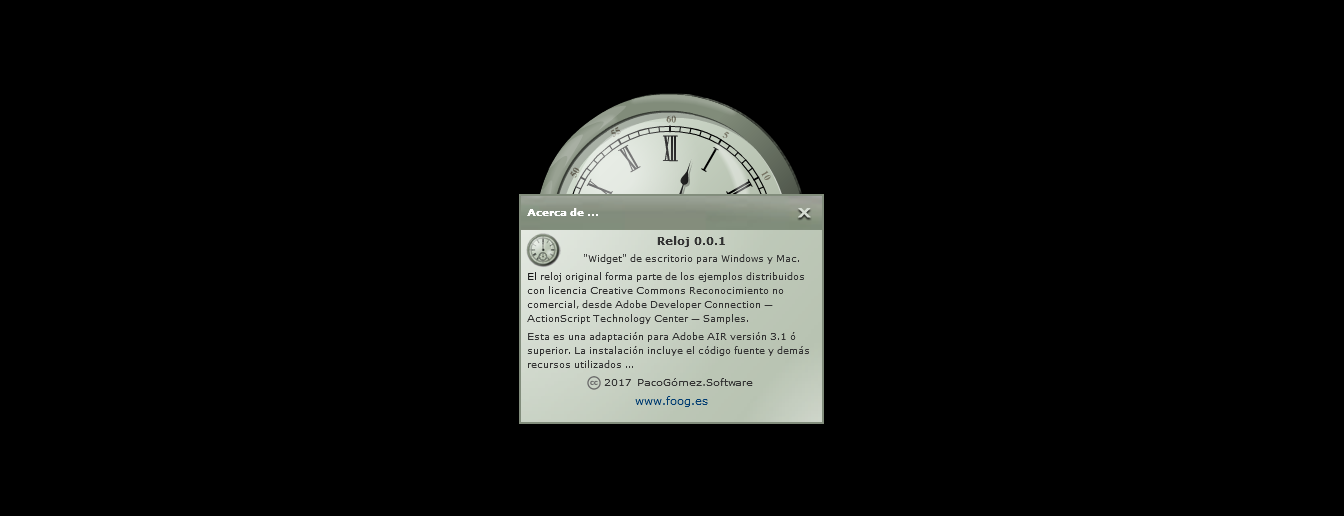 60
55
5
50
10
XII
I
Acerca de ...
Reloj 0.0.1
"Widget" de escritorio para Windows y Mac.
El reloj original forma parte de los ejemplos distribuidos
con licencia Creative Commons Reconocimiento no
comercial, desde Adobe Developer Connection —
ActionScript Technology Center — Samples.
Esta es una adaptación para Adobe AIR versión 3.1 ó
superior. La instalación incluye el código fuente y demás
recursos utilizados ...
cc 2017 PacoGómez.Software
www.foog.es